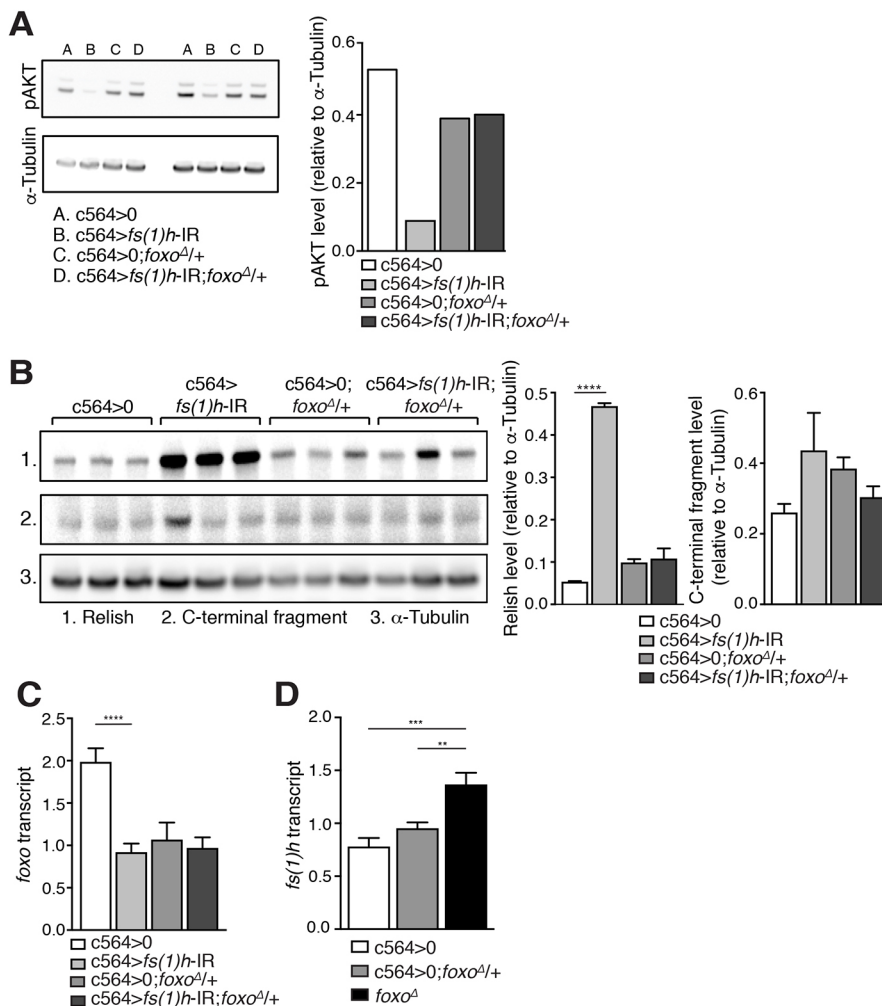 A
A B C D A B C D
pAKT
α-Tubulin
A. c564>0
B. c564>fs(1)h-IR
C. c564>0;foxoΔ/+
D. c564>fs(1)h-IR;foxoΔ/+
pAKT level (relative to α-Tubulin)
0.6
0.4
0.2
0.0
c564>0
c564>fs(1)h-IR
c564>0;foxoΔ/+
c564>fs(1)h-IR;foxoΔ/+
B
c564>0
c564>
fs(1)h-IR
c564>0;
foxoΔ/+
c564>fs(1)h-IR;
foxoΔ/+
1.
2.
3.
1. Relish 2. C-terminal fragment 3. α-Tubulin
Relish level (relative to α-Tubulin)
0.5
0.4
0.3
0.2
0.1
0.0
****
C-terminal fragment level
(relative to α-Tubulin)
0.6
0.4
0.2
0.0
c564>0
c564>fs(1)h-IR
c564>0;foxoΔ/+
c564>fs(1)h-IR;foxoΔ/+
C
foxo transcript
2.5
2.0
1.5
1.0
0.5
0.0
****
c564>0
c564>fs(1)h-IR
c564>0;foxoΔ/+
c564>fs(1)h-IR;foxoΔ/+
D
fs(1)h transcript
2.0
1.5
1.0
0.5
0.0
***
**
c564>0
c564>0;foxoΔ/+
foxoΔ